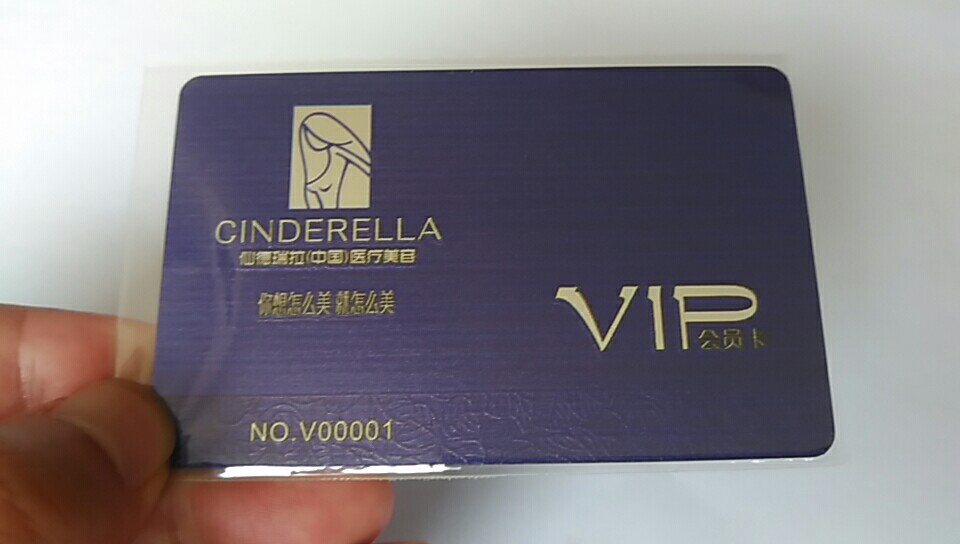 CINDERELLA
仙德瑞拉(中国)医疗美容
你想怎么美 就怎么美
VIP
公员卡
NO.V00001